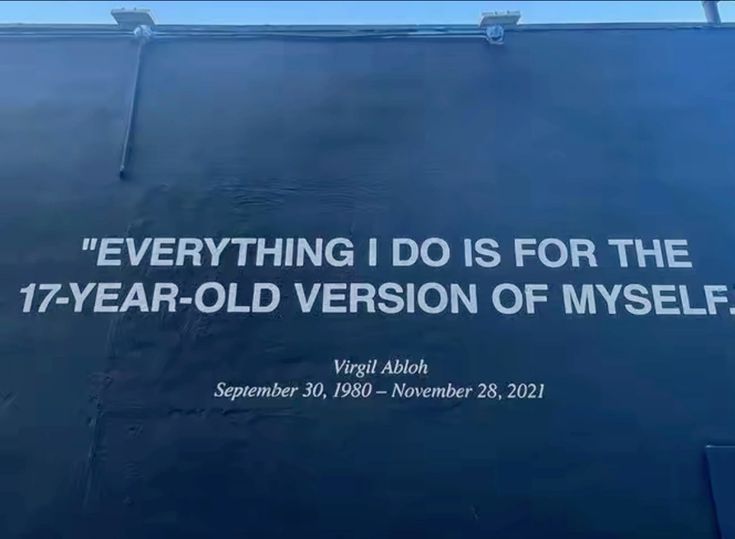 "EVERYTHING I DO IS FOR THE
17-YEAR-OLD VERSION OF MYSELF.
Virgil Abloh
September 30, 1980 – November 28, 2021